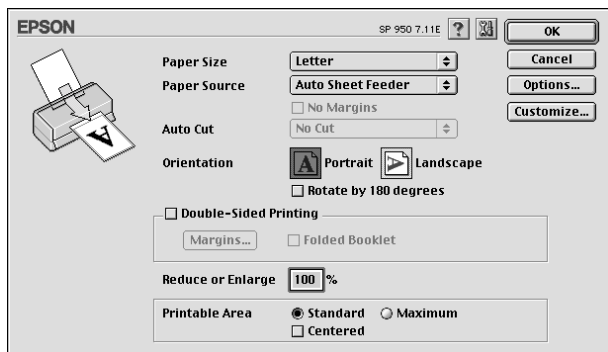 EPSON
SP 950 7.11E ?
OK
Paper Size Letter
Cancel
Paper Source Auto Sheet Feeder
Options...
No Margins
Customize...
Auto Cut No Cut
A
Orientation A Portrait A Landscape
Rotate by 180 degrees
Double-Sided Printing
Margins... Folded Booklet
Reduce or Enlarge 100 %
Printable Area Standard Maximum
Centered